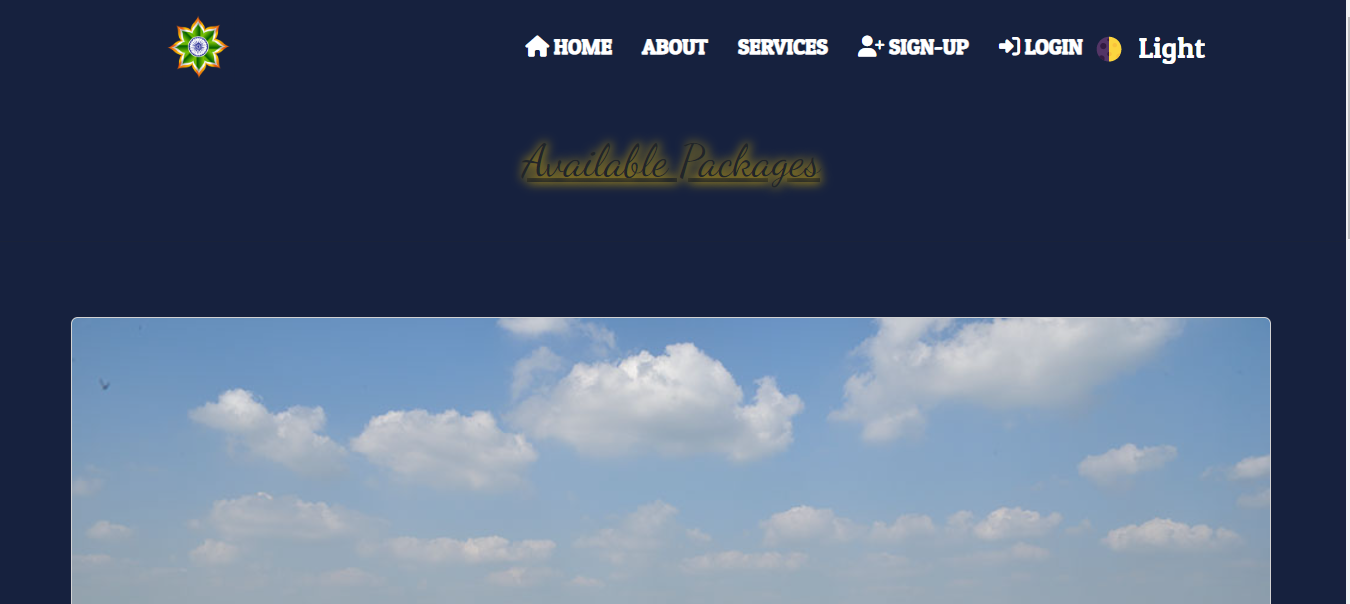 HOME ABOUT SERVICES SIGN-UP LOGIN Light
Available Packages